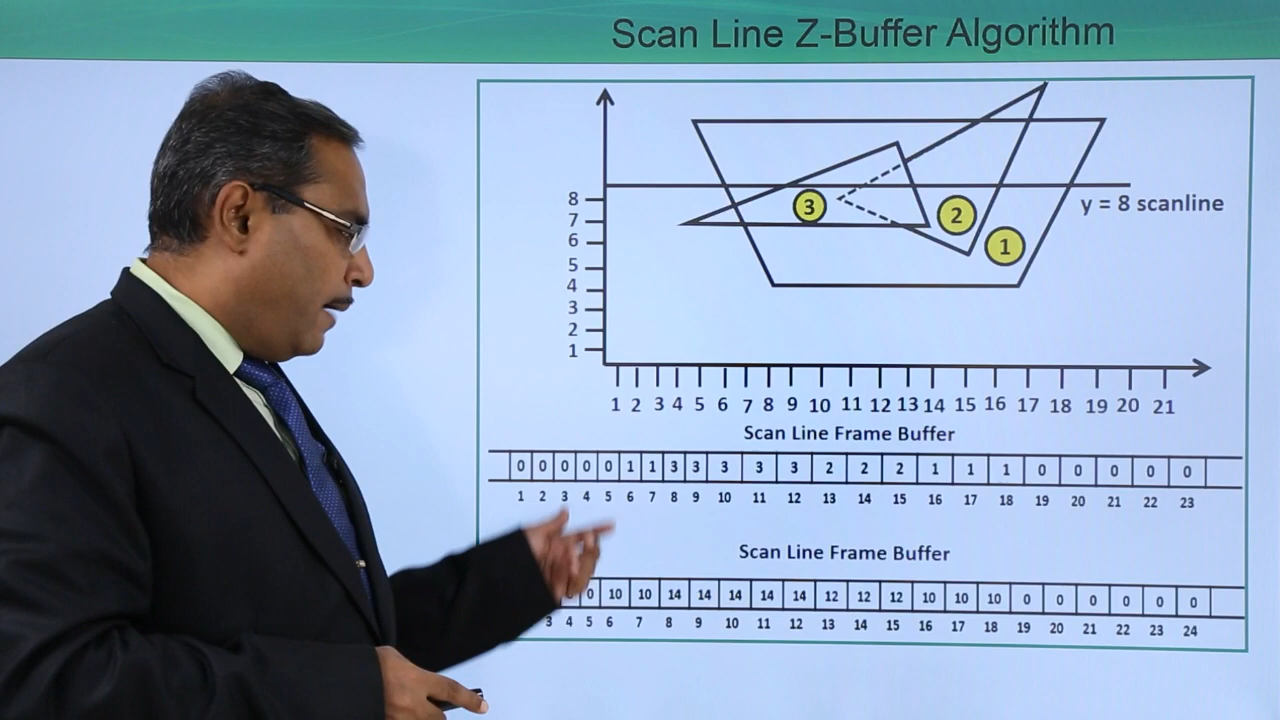 Scan Line Z-Buffer Algorithm
8
7
6
5
4
3
2
1
3
2
1
y = 8 scanline
1 2 3 4 5 6 7 8 9 10 11 12 13 14 15 16 17 18 19 20 21
Scan Line Frame Buffer
0 0 0 0 0 1 1 3 3 3 3 3 2 2 2 1 1 1 0 0 0 0 0
1 2 3 4 5 6 7 8 9 10 11 12 13 14 15 16 17 18 19 20 21 22 23
Scan Line Frame Buffer
0 0 10 10 14 14 14 14 14 12 12 12 10 10 10 0 0 0 0 0 0
3 4 5 6 7 8 9 10 11 12 13 14 15 16 17 18 19 20 21 22 23 24